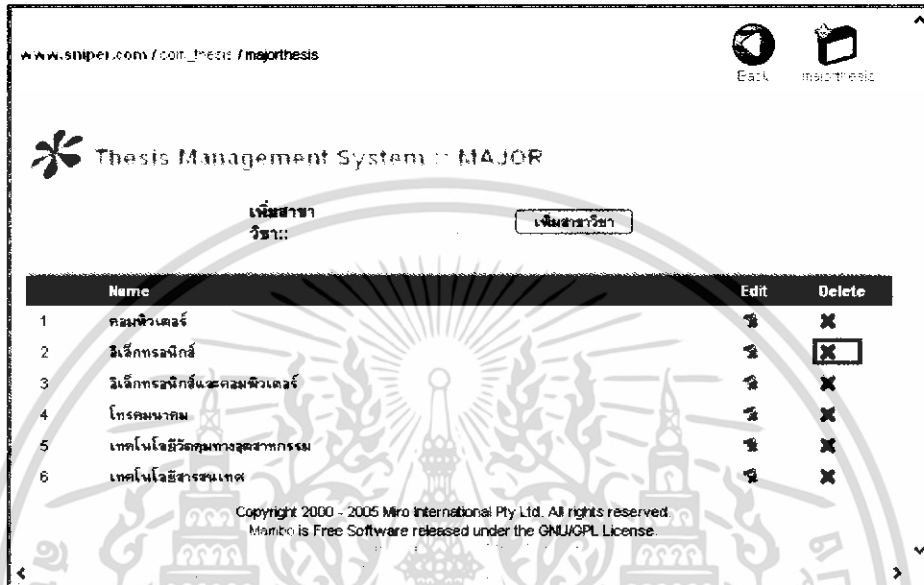 www.sniper.com / com_thesis / majorthesis
Back
majorthesis
Thesis Management System :: MAJOR
เพิ่มสาขา
วิชา::
เพิ่มสาขาวิชา
Name Edit Delete
1 คอมพิวเตอร์
2 อิเล็กทรอนิกส์
3 อิเล็กทรอนิกส์และคอมพิวเตอร์
4 โทรคมนาคม
5 เทคโนโลยีวัตถุมทางอุตสาหกรรม
6 เทคโนโลยีสารสนเทศ
Copyright 2000 - 2005 Miro International Pty Ltd. All rights reserved.
Mambo is Free Software released under the GNU/GPL License.